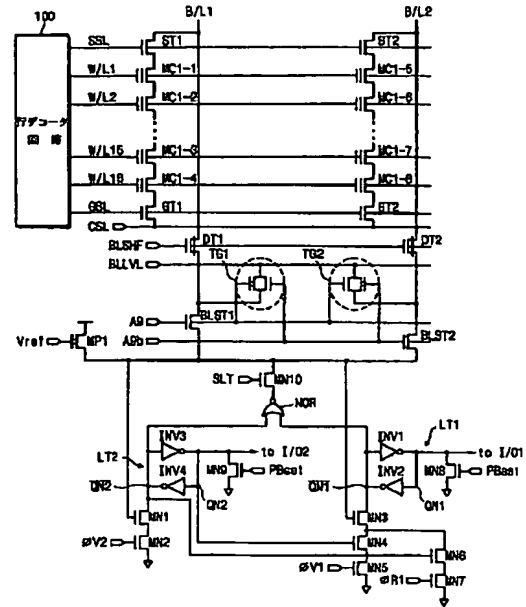 B/L1
B/L2
100
SSL
ST1
ST2
W/L1
MC1-1
MC1-5
W/L2
MC1-2
MC1-6
行デコーダ
回路
W/L15
MC1-3
MC1-7
W/L16
MC1-4
MC1-8
GSL
GT1
CSL
BLSHF
DT1
DT2
BLLVL
TG1
TG2
A9
BLST1
Vref
MP1
A9b
BLST2
SLT
MN10
NOR
LT2
INV3
to I/O2
INV1
LT1
to I/O1
INV4
MN9
PBset
INV2
MN8
PBset
QN2
QN2
QN1
QN1
MN1
MN3
ØV2
MN2
MN4
MN6
ØV1
MN5
ØR1
MN7